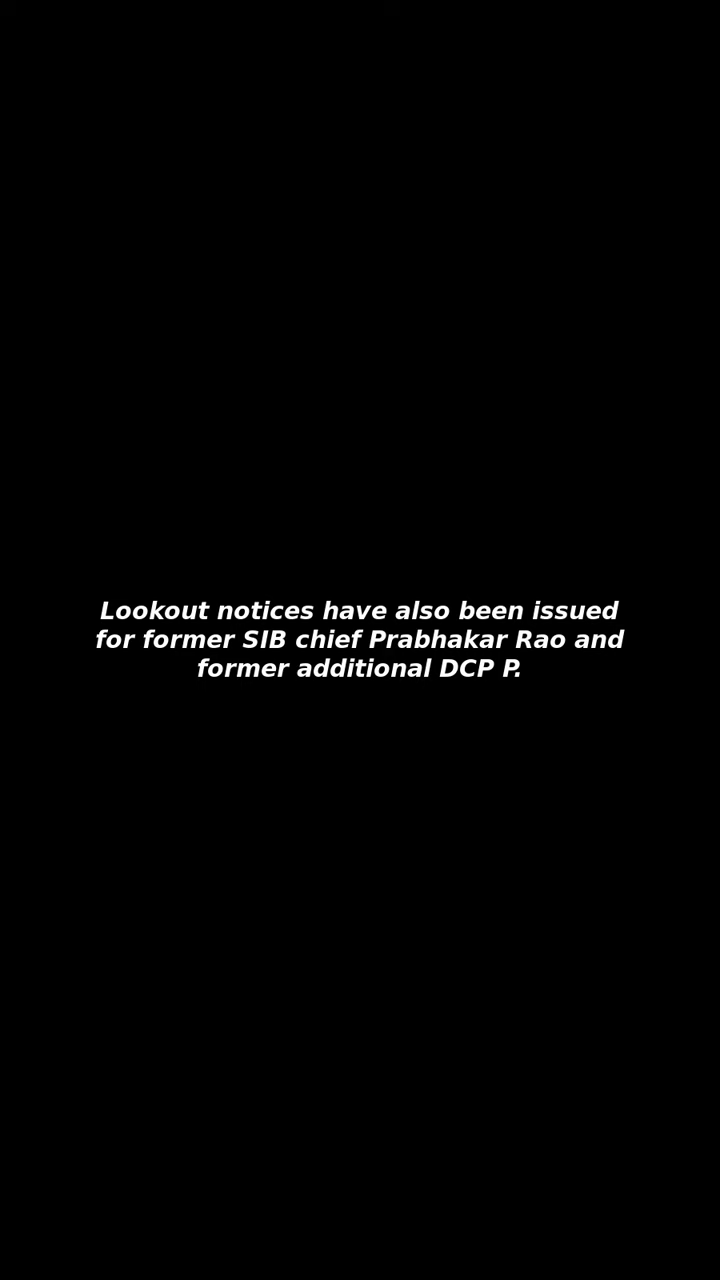 Lookout notices have also been issued
for former SIB chief Prabhakar Rao and
former additional DCP P.